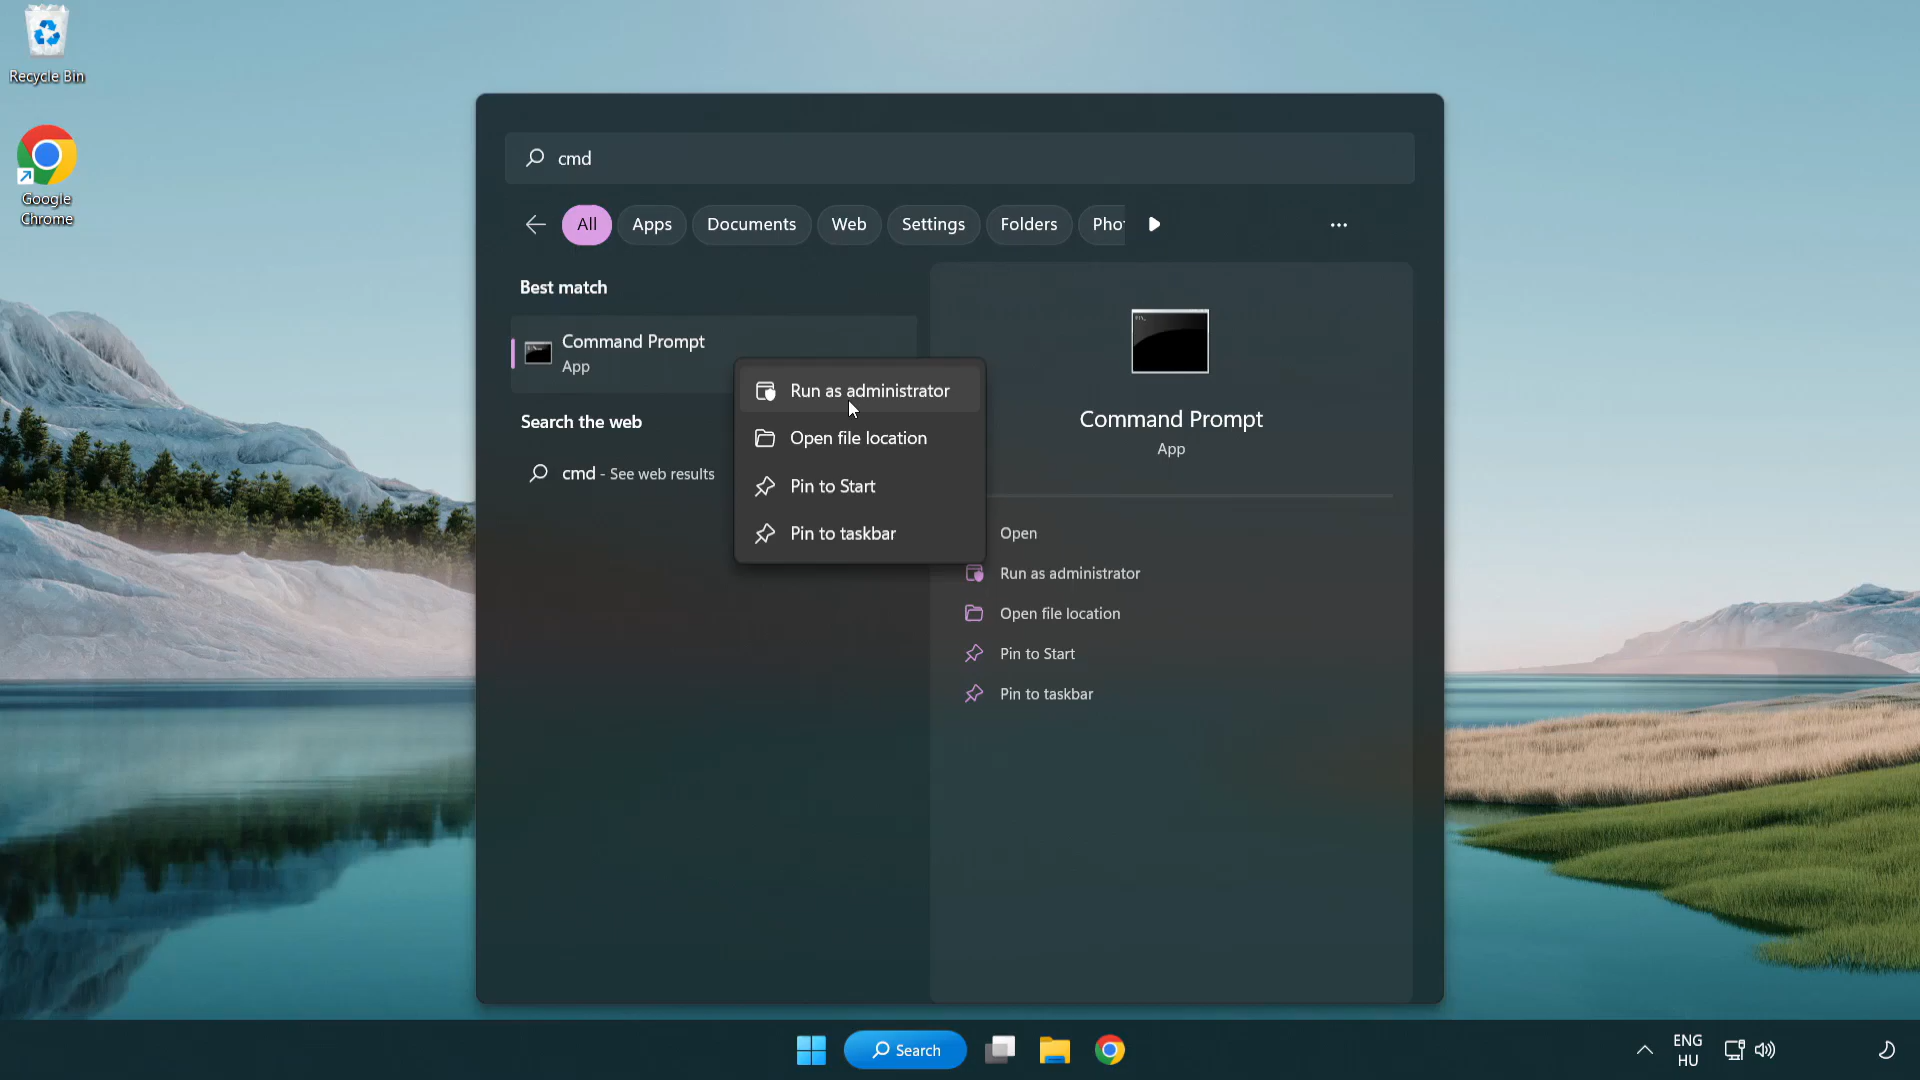 Recycle Bin
Google
Chrome
cmd
All
Apps
Documents
Web
Settings
Folders
Pho
Best match
Command Prompt
App
Search the web
cmd - See web results
Run as administrator
Open file location
Pin to Start
Pin to taskbar
Command Prompt
App
Open
Run as administrator
Open file location
Pin to Start
Pin to taskbar
Search
ENG
HU